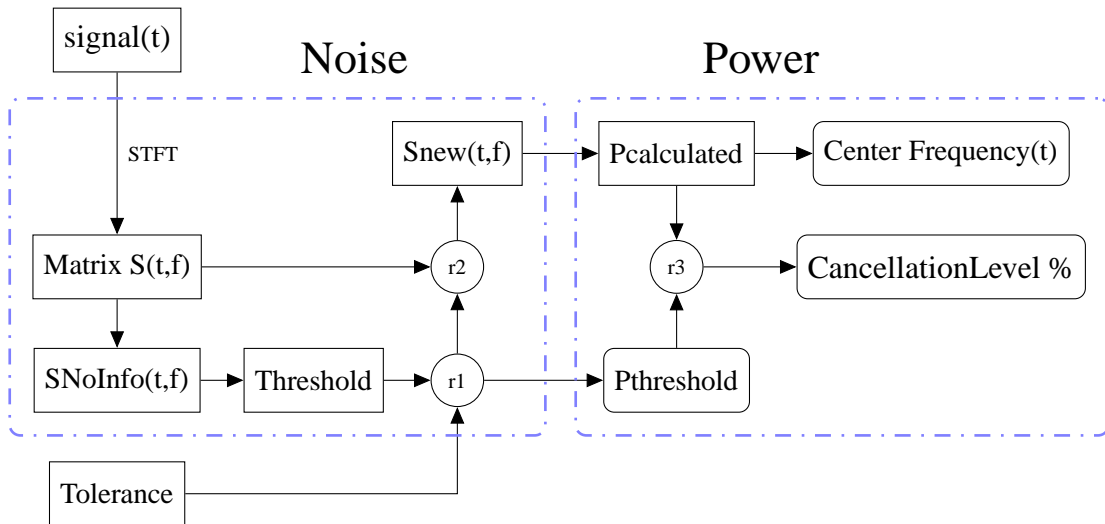 signal(t)
Noise
Power
STFT
Snew(t,f)
Pcalculated
Center Frequency(t)
Matrix S(t,f)
r2
r3
CancellationLevel %
SNoInfo(t,f)
Threshold
r1
Pthreshold
Tolerance